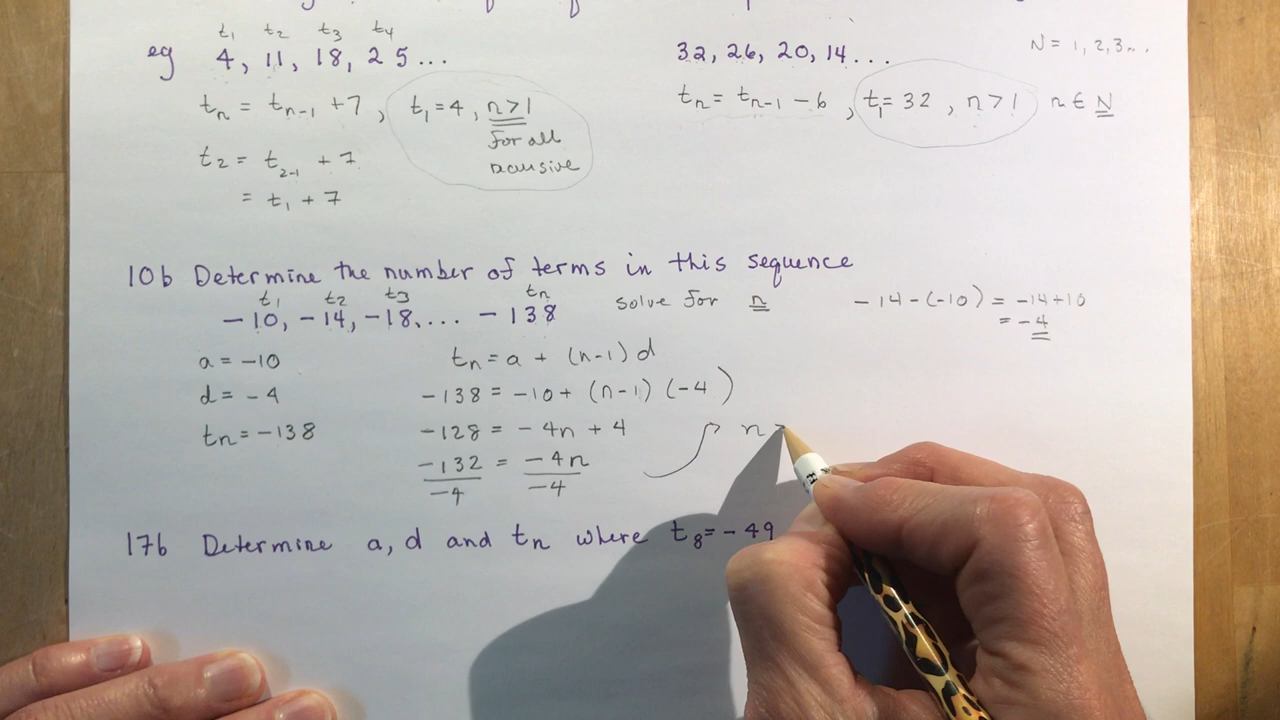 t₁ t₂ t₃ t₄
eg 4, 11, 18, 25...
tₙ = tₙ₋₁ + 7, t₁ = 4, n > 1
for all
recursive
t₂ = t₂₋₁ + 7
= t₁ + 7
32, 26, 20, 14...
N = 1, 2, 3...
tₙ = tₙ₋₁ - 6, t₁ = 32, n > 1 n ∈ N
10b Determine the number of terms in this sequence
t₁ t₂ t₃ tₙ
-10, -14, -18, ... -138 solve for n
-14-(-10) = -14+10
= -4
a = -10
d = -4
tₙ = -138
tₙ = a + (n-1)d
-138 = -10 + (n-1)(-4)
-128 = -4n + 4
-132 = -4n
-4 -4
n
17b Determine a, d and tₙ where t₈ = -49